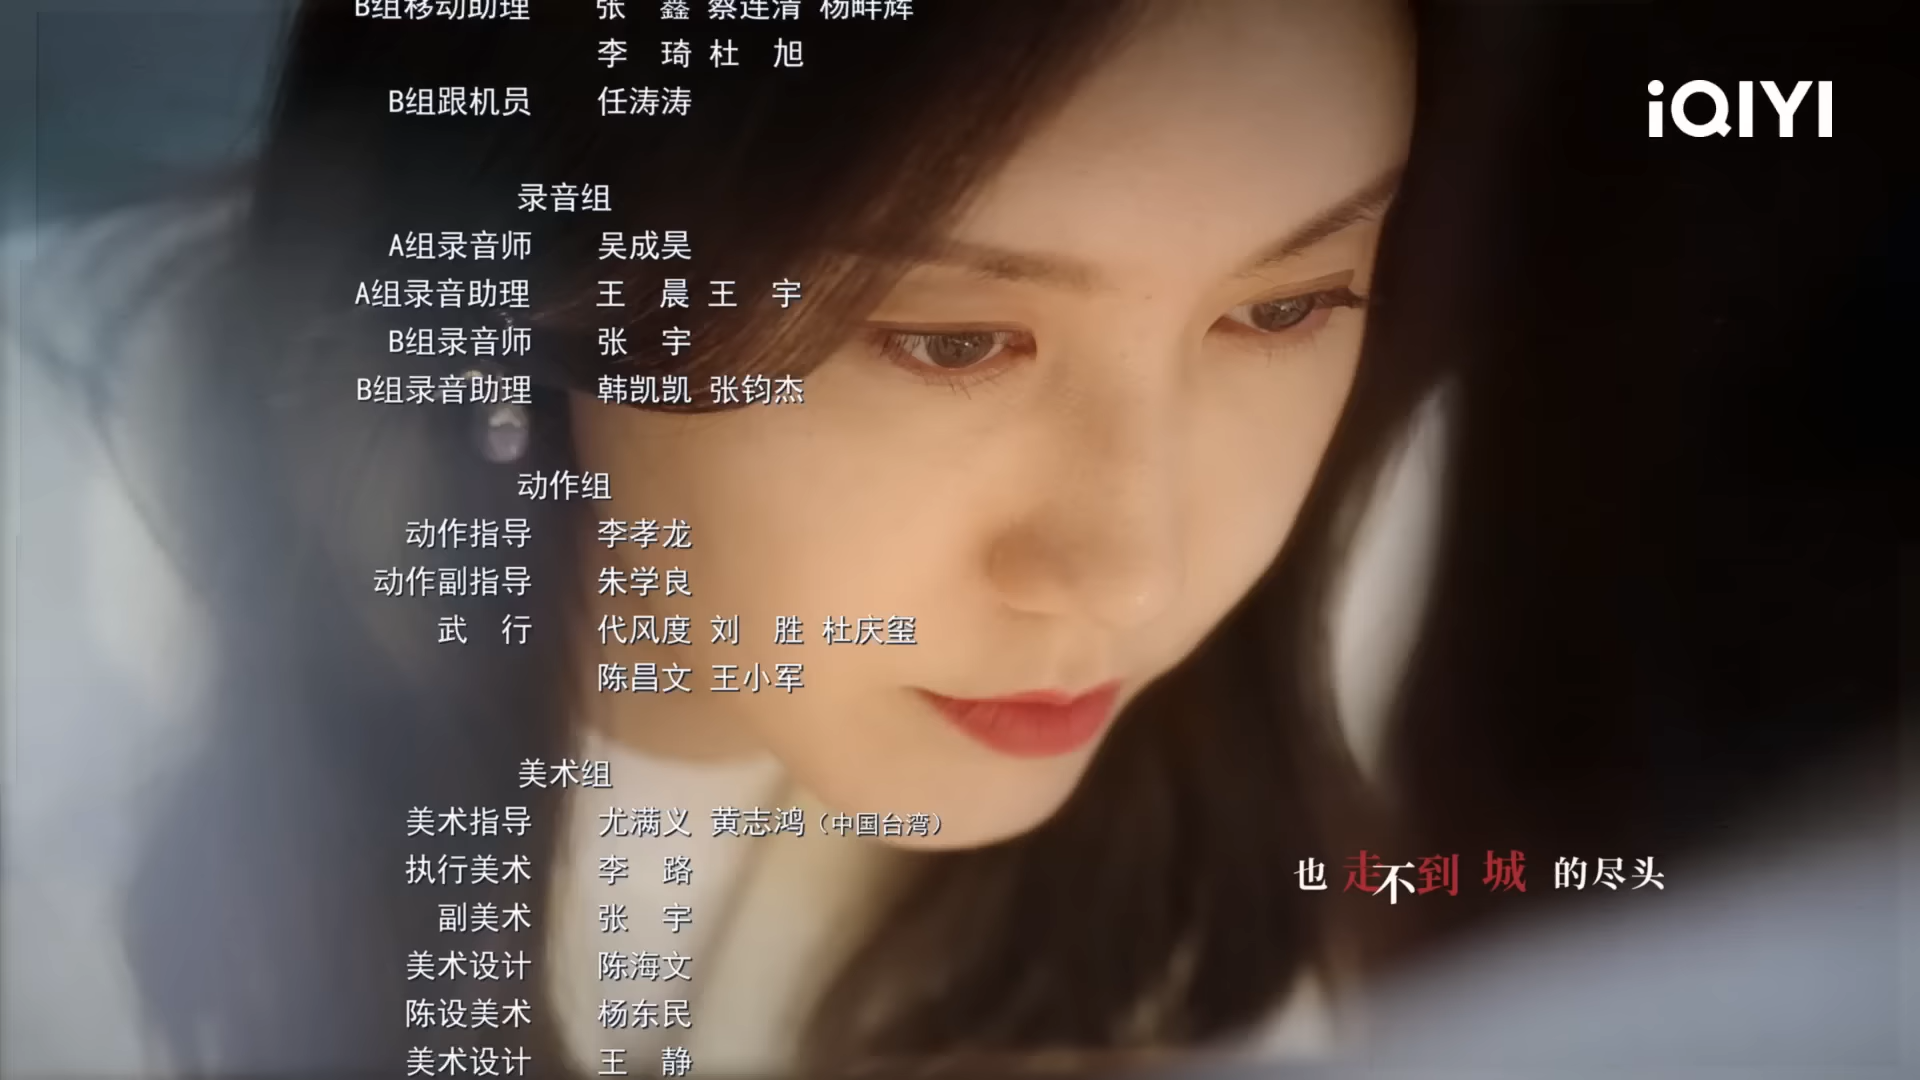 B组移动助理 张 鑫 蔡连清 杨畔辉
李 琦 杜 旭
B组跟机员 任涛涛
iQIYI
录音组
A组录音师 吴成昊
A组录音助理 王 晨 王 宇
B组录音师 张 宇
B组录音助理 韩凯凯 张钧杰
动作组
动作指导 李孝龙
动作副指导 朱学良
武 行 代风度 刘 胜 杜庆玺
陈昌文 王小军
美术组
美术指导 尤满义 黄志鸿（中国台湾）
执行美术 李 路
副美术 张 宇
美术设计 陈海文
陈设美术 杨东民
美术设计 王 静
也走不到城的尽头